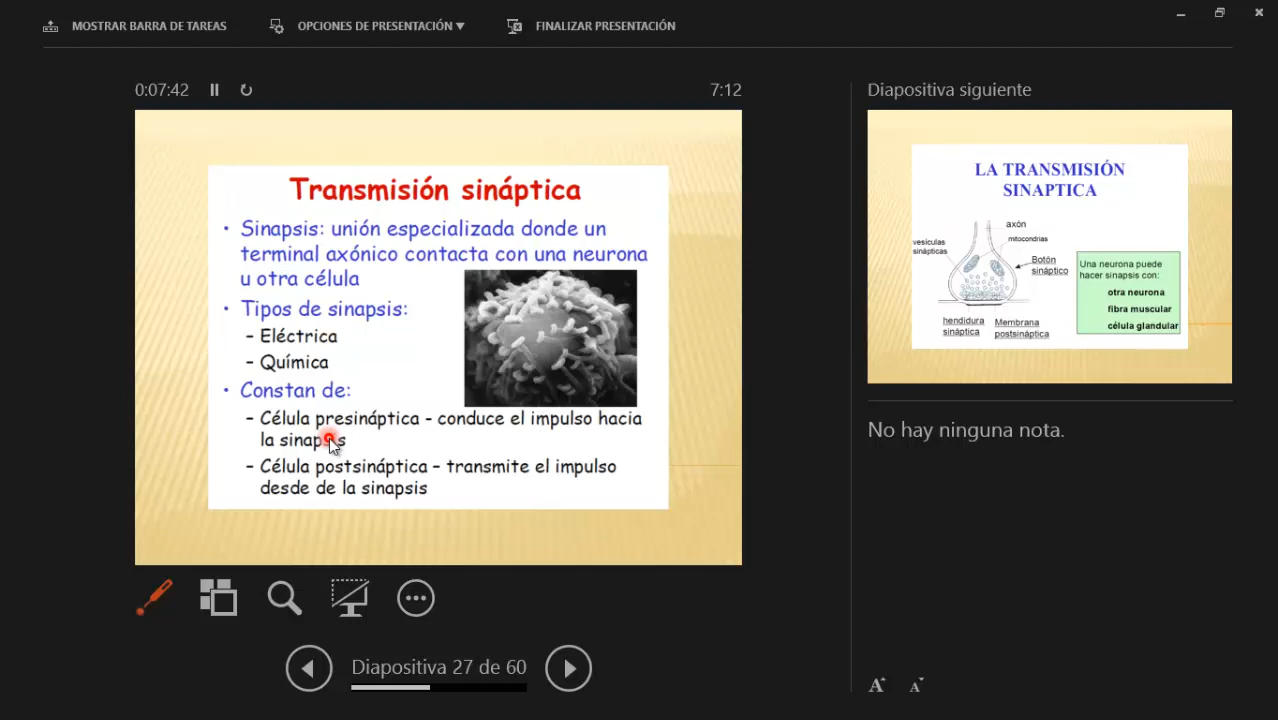 MOSTRAR BARRA DE TAREAS
OPCIONES DE PRESENTACIÓN
FINALIZAR PRESENTACIÓN
0:07:42
7:12
Transmisión sináptica
• Sinapsis: unión especializada donde un
terminal axónico contacta con una neurona
u otra célula
• Tipos de sinapsis:
– Eléctrica
– Química
• Constan de:
– Célula presináptica – conduce el impulso hacia
la sinapsis
– Célula postsináptica – transmite el impulso
desde de la sinapsis
Diapositiva 27 de 60
Diapositiva siguiente
LA TRANSMISIÓN
SINAPTICA
axón
vesículas
sinápticas
mitocondrias
Botón
sináptico
hendidura
sináptica
Membrana
postsináptica
Una neurona puede
hacer sinapsis con:
otra neurona
fibra muscular
célula glandular
No hay ninguna nota.
A A